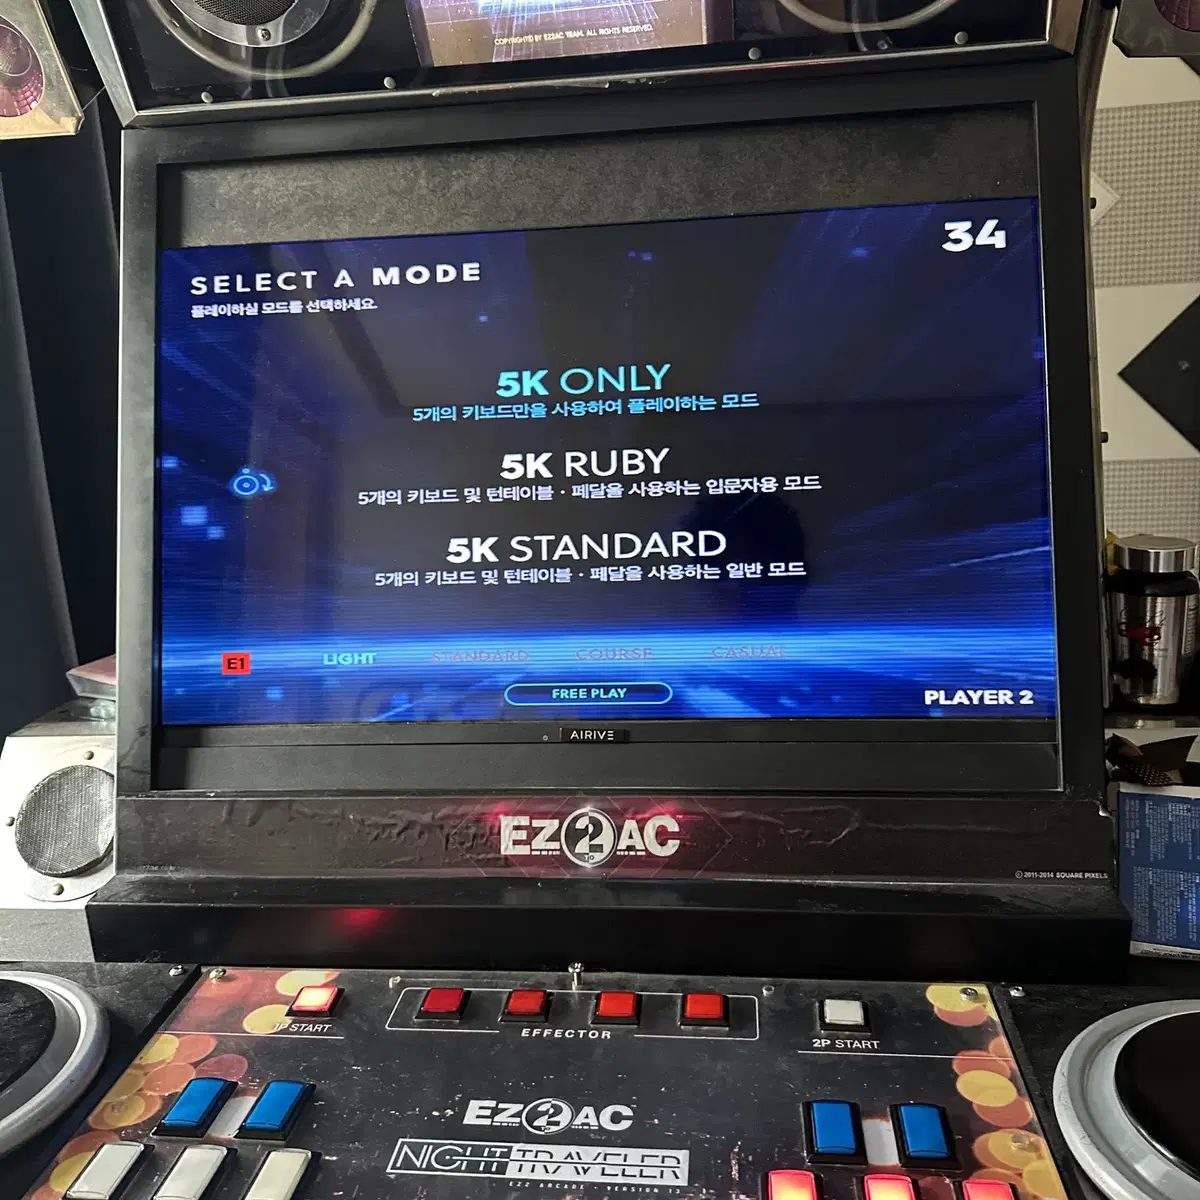 COPYRIGHT© BY EZ2AC TEAM. ALL RIGHTS RESERVED.
34
SELECT A MODE
플레이하실 모드를 선택하세요.
5K ONLY
5개의 키보드만을 사용하여 플레이하는 모드
5K RUBY
5개의 키보드 및 턴테이블 · 페달을 사용하는 입문자용 모드
5K STANDARD
5개의 키보드 및 턴테이블 · 페달을 사용하는 일반 모드
E1 LIGHT STANDARD COURSE CASUAL
FREE PLAY
PLAYER 2
AIRIVE
EZ2AC
TO
© 2011-2014 SQUARE PIXELS
1P START
EFFECTOR
2P START
EZ2AC
TO
NIGHT TRAVELER
EZ2 ARCADE - VERSION 13